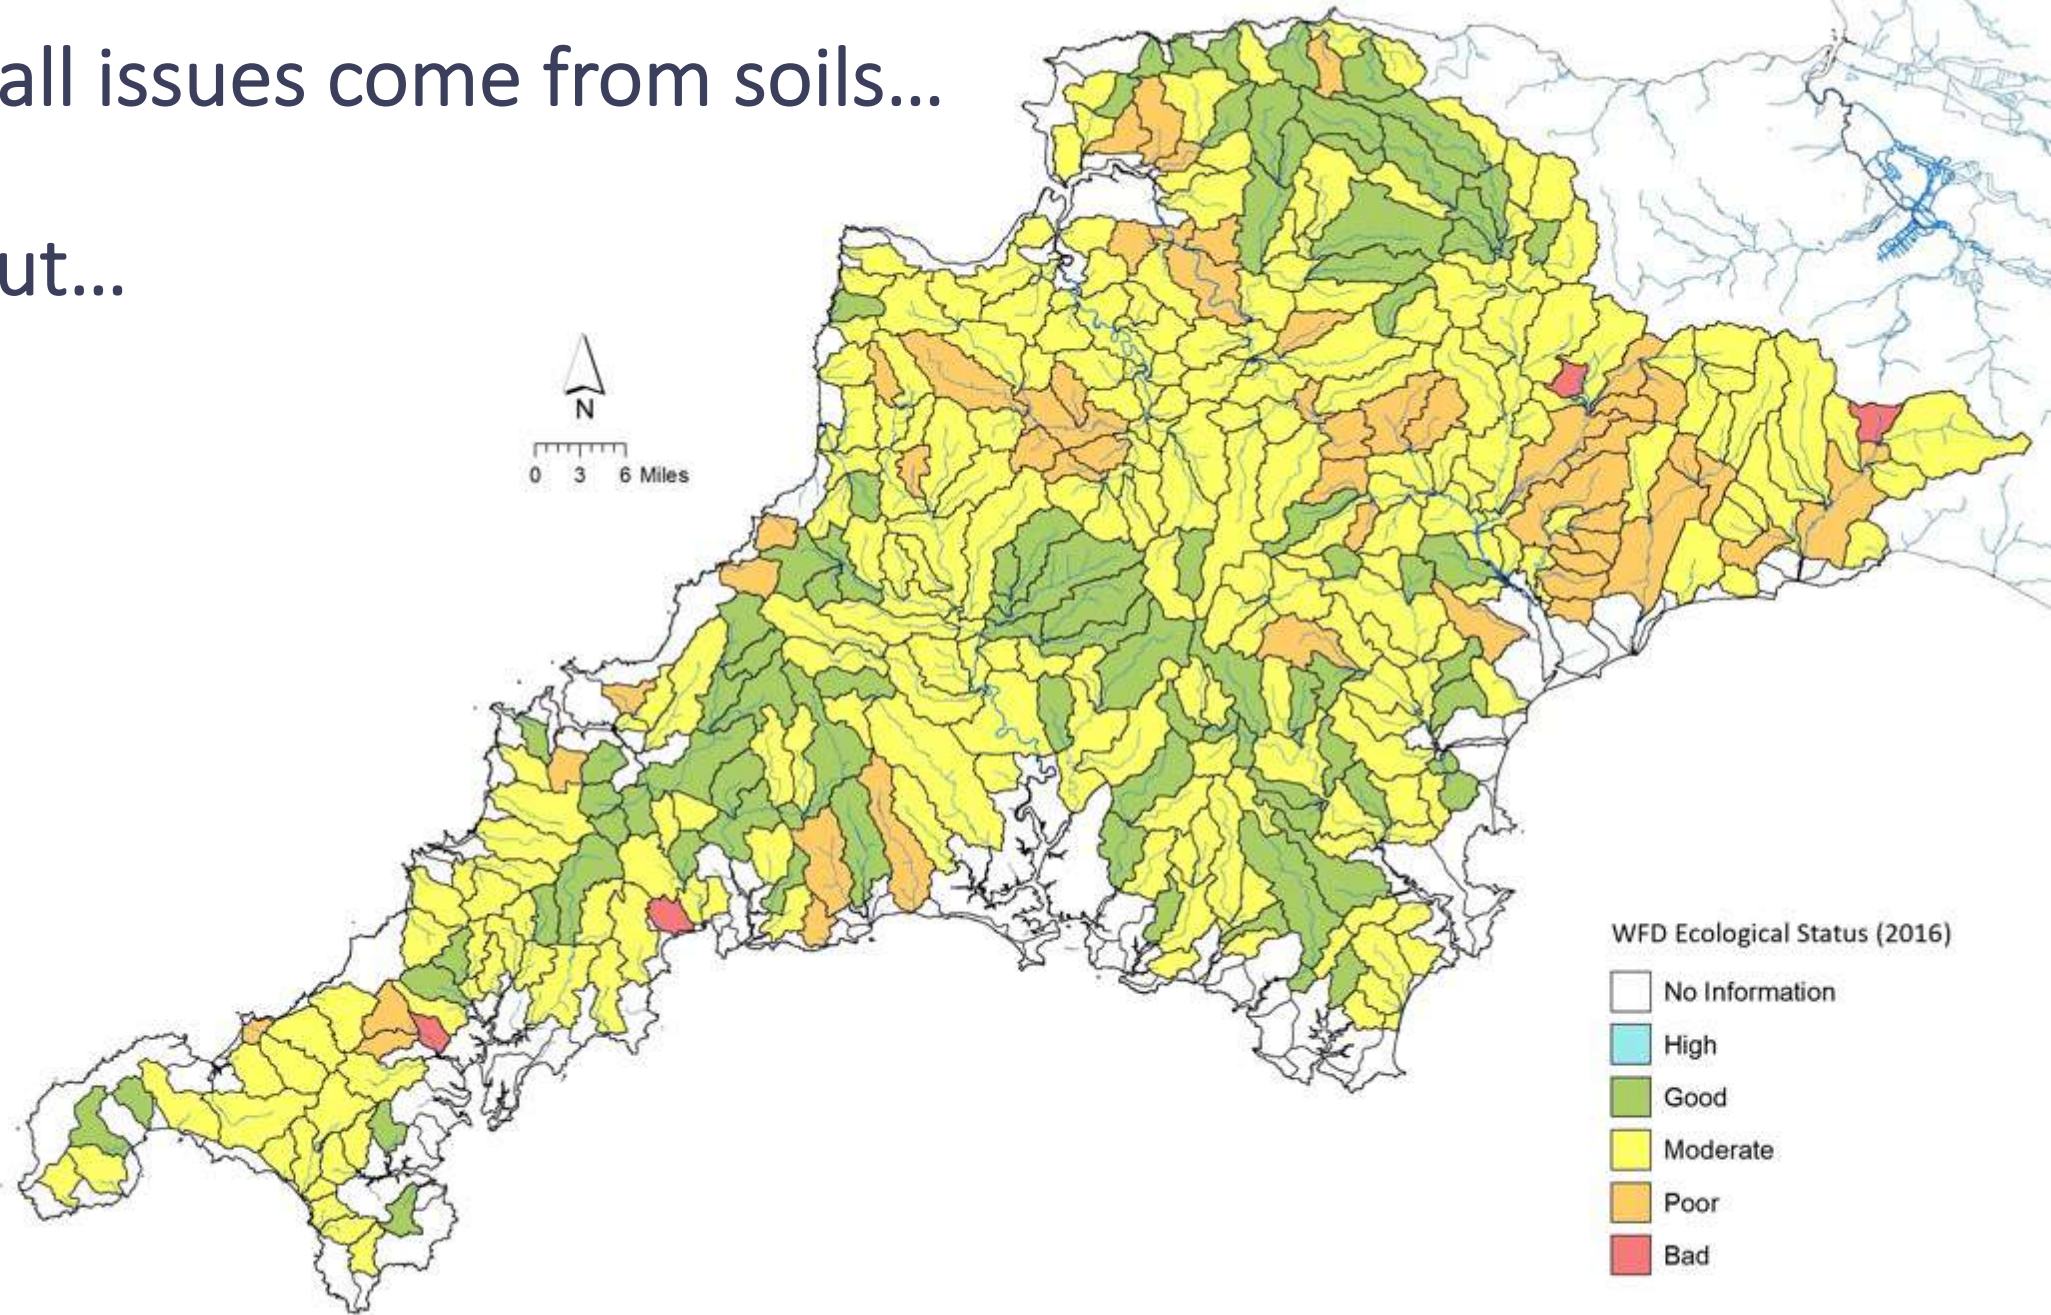 all issues come from soils...
ut...
N
0 3 6 Miles
WFD Ecological Status (2016)
No Information
High
Good
Moderate
Poor
Bad